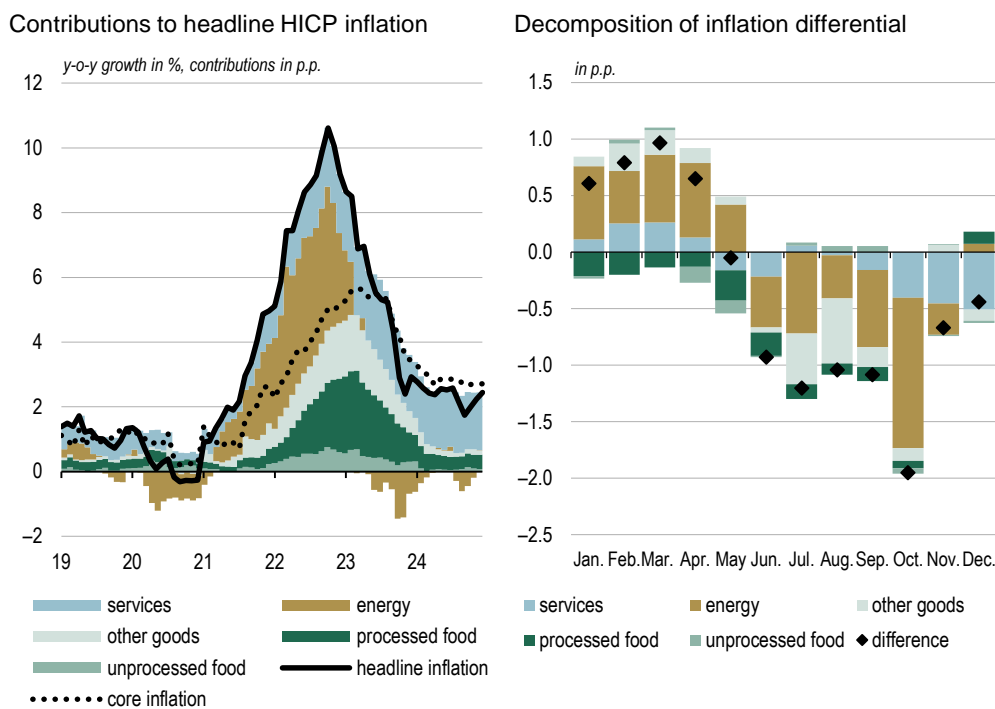 Contributions to headline HICP inflation
y-o-y growth in %, contributions in p.p.
12
10
8
6
4
2
0
–2
19 20 21 22 23 24
services energy
other goods processed food
unprocessed food headline inflation
core inflation
Decomposition of inflation differential
in p.p.
1.5
1.0
0.5
0.0
–0.5
–1.0
–1.5
–2.0
–2.5
Jan. Feb. Mar. Apr. May Jun. Jul. Aug. Sep. Oct. Nov. Dec.
services energy other goods
processed food unprocessed food difference